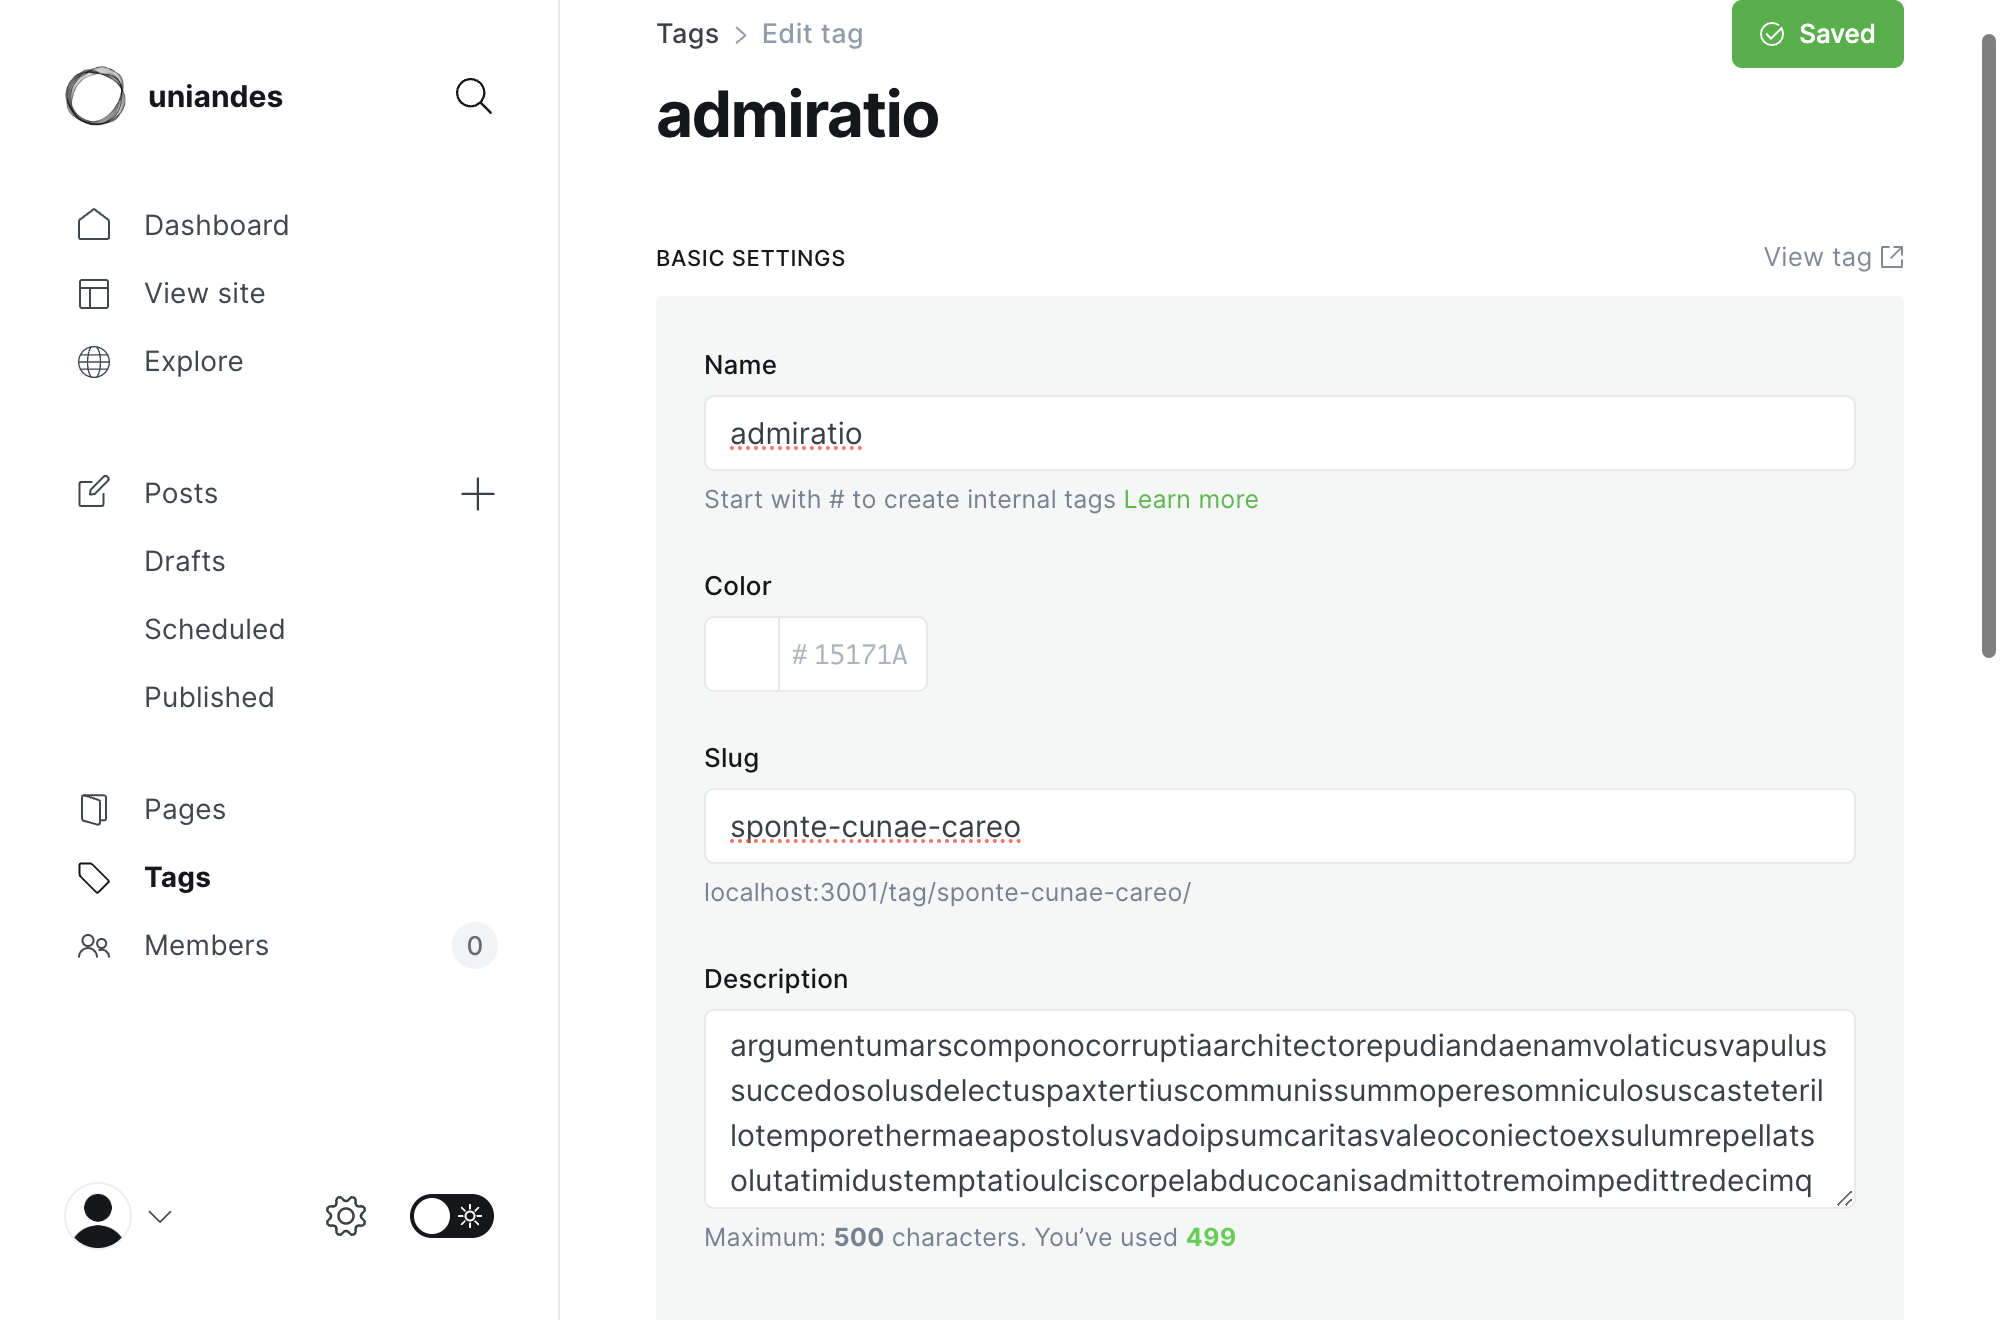 uniandes
Dashboard
View site
Explore
Posts
Drafts
Scheduled
Published
Pages
Tags
Members
0
Tags > Edit tag
Saved
admiratio
BASIC SETTINGS
View tag
Name
admiratio
Start with # to create internal tags Learn more
Color
# 15171A
Slug
sponte-cunae-careo
localhost:3001/tag/sponte-cunae-careo/
Description
argumentumarscomponocorruptiaarchitectorepudiandaenamvolaticusvapulus
succedosolusdelectuspaxtertiuscommunissummoperesomniculosuscasteteril
lotemporethermaeapostolusvadoipsumcaritasvaleoconiectoexsulumrepellats
olutatimidustemptatioulciscorpelabducocanisadmittotremoimpedittredecimq
Maximum: 500 characters. You’ve used 499